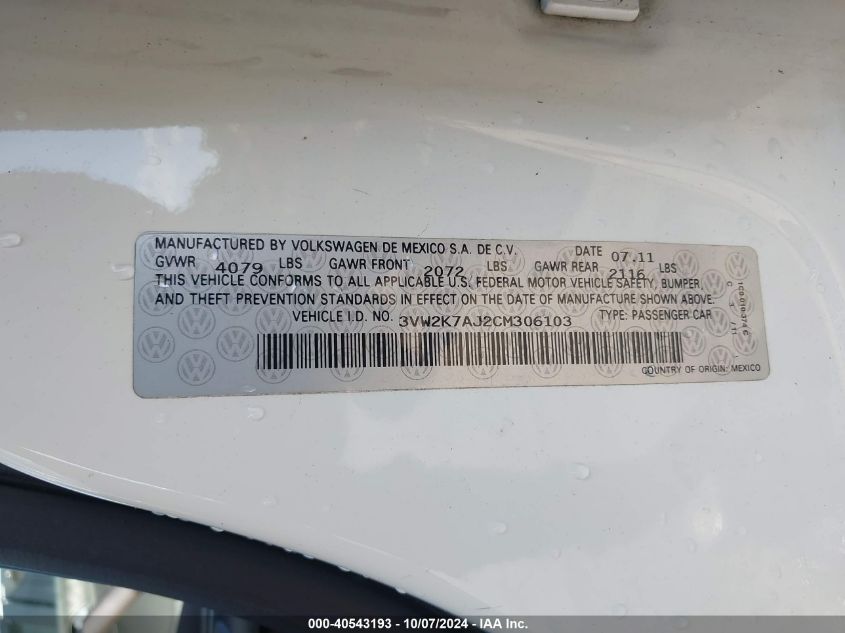 MANUFACTURED BY VOLKSWAGEN DE MEXICO S.A. DE C.V. DATE 07.11
GVWR 4079 LBS GAWR FRONT 2072 LBS GAWR REAR 2116 LBS
THIS VEHICLE CONFORMS TO ALL APPLICABLE U.S. FEDERAL MOTOR VEHICLE SAFETY, BUMPER,
AND THEFT PREVENTION STANDARDS IN EFFECT ON THE DATE OF MANUFACTURE SHOWN ABOVE.
VEHICLE I.D. NO. 3VW2K7AJ2CM306103 TYPE: PASSENGER CAR
COUNTRY OF ORIGIN: MEXICO
1C0 010 374 C
000-40543193 - 10/07/2024 - IAA Inc.